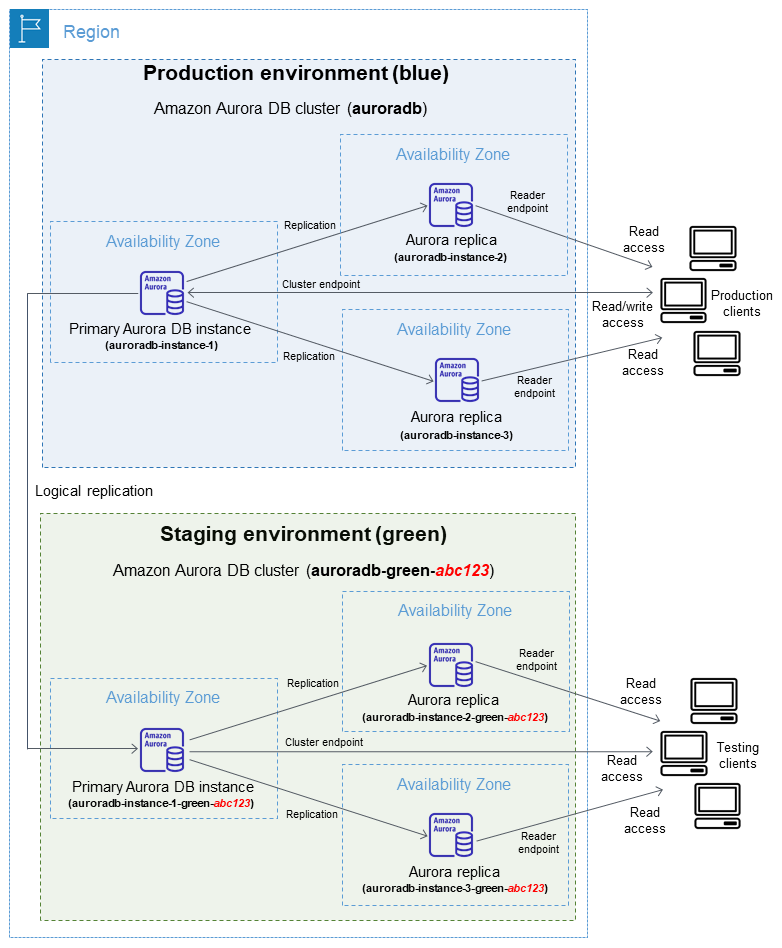 Region
Production environment (blue)
Amazon Aurora DB cluster (auroradb)
Availability Zone
Amazon
Aurora
Reader
endpoint
Replication
Aurora replica
(auroradb-instance-2)
Read
access
Availability Zone
Amazon
Aurora
Cluster endpoint
Primary Aurora DB instance
(auroradb-instance-1)
Read/write
access
Production
clients
Availability Zone
Replication
Amazon
Aurora
Reader
endpoint
Read
access
Aurora replica
(auroradb-instance-3)
Logical replication
Staging environment (green)
Amazon Aurora DB cluster (auroradb-green-abc123)
Availability Zone
Amazon
Aurora
Reader
endpoint
Replication
Aurora replica
(auroradb-instance-2-green-abc123)
Read
access
Availability Zone
Amazon
Aurora
Cluster endpoint
Primary Aurora DB instance
(auroradb-instance-1-green-abc123)
Read
access
Testing
clients
Availability Zone
Replication
Amazon
Aurora
Reader
endpoint
Read
access
Aurora replica
(auroradb-instance-3-green-abc123)